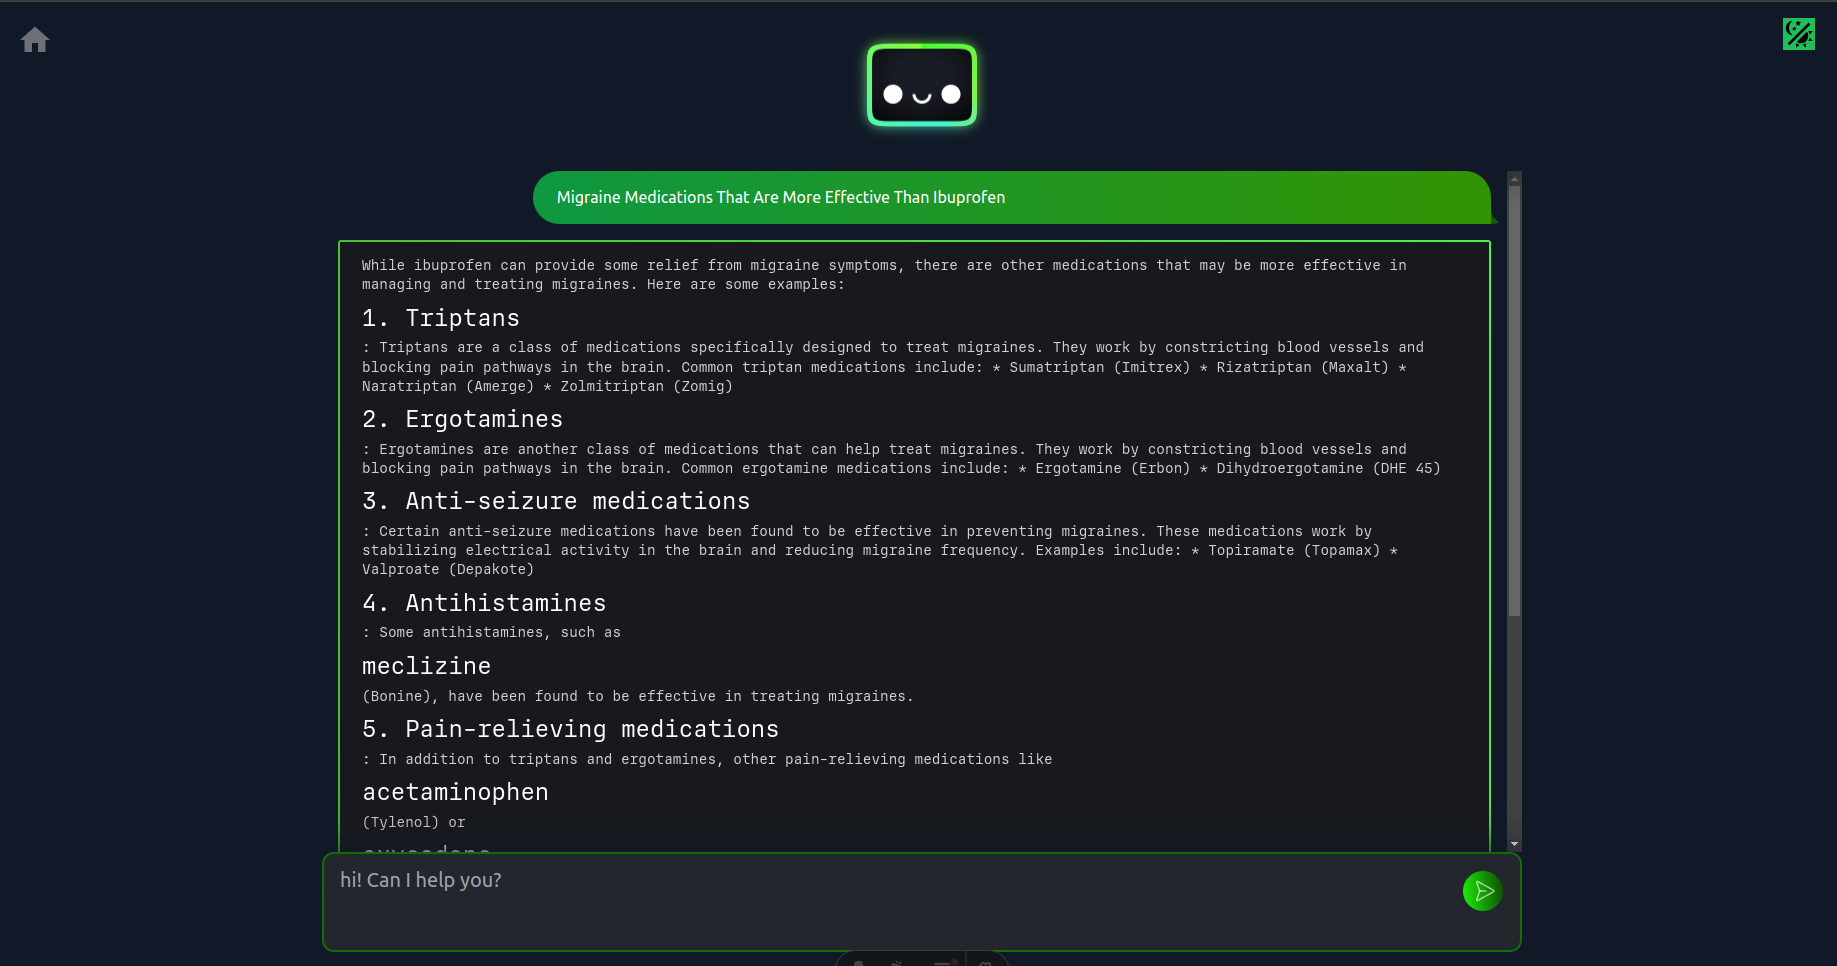 Migraine Medications That Are More Effective Than Ibuprofen
While ibuprofen can provide some relief from migraine symptoms, there are other medications that may be more effective in
managing and treating migraines. Here are some examples:
1. Triptans
: Triptans are a class of medications specifically designed to treat migraines. They work by constricting blood vessels and
blocking pain pathways in the brain. Common triptan medications include: * Sumatriptan (Imitrex) * Rizatriptan (Maxalt) *
Naratriptan (Amerge) * Zolmitriptan (Zomig)
2. Ergotamines
: Ergotamines are another class of medications that can help treat migraines. They work by constricting blood vessels and
blocking pain pathways in the brain. Common ergotamine medications include: * Ergotamine (Erbon) * Dihydroergotamine (DHE 45)
3. Anti-seizure medications
: Certain anti-seizure medications have been found to be effective in preventing migraines. These medications work by
stabilizing electrical activity in the brain and reducing migraine frequency. Examples include: * Topiramate (Topamax) *
Valproate (Depakote)
4. Antihistamines
: Some antihistamines, such as
meclizine
(Bonine), have been found to be effective in treating migraines.
5. Pain-relieving medications
: In addition to triptans and ergotamines, other pain-relieving medications like
acetaminophen
(Tylenol) or
hi! Can I help you?